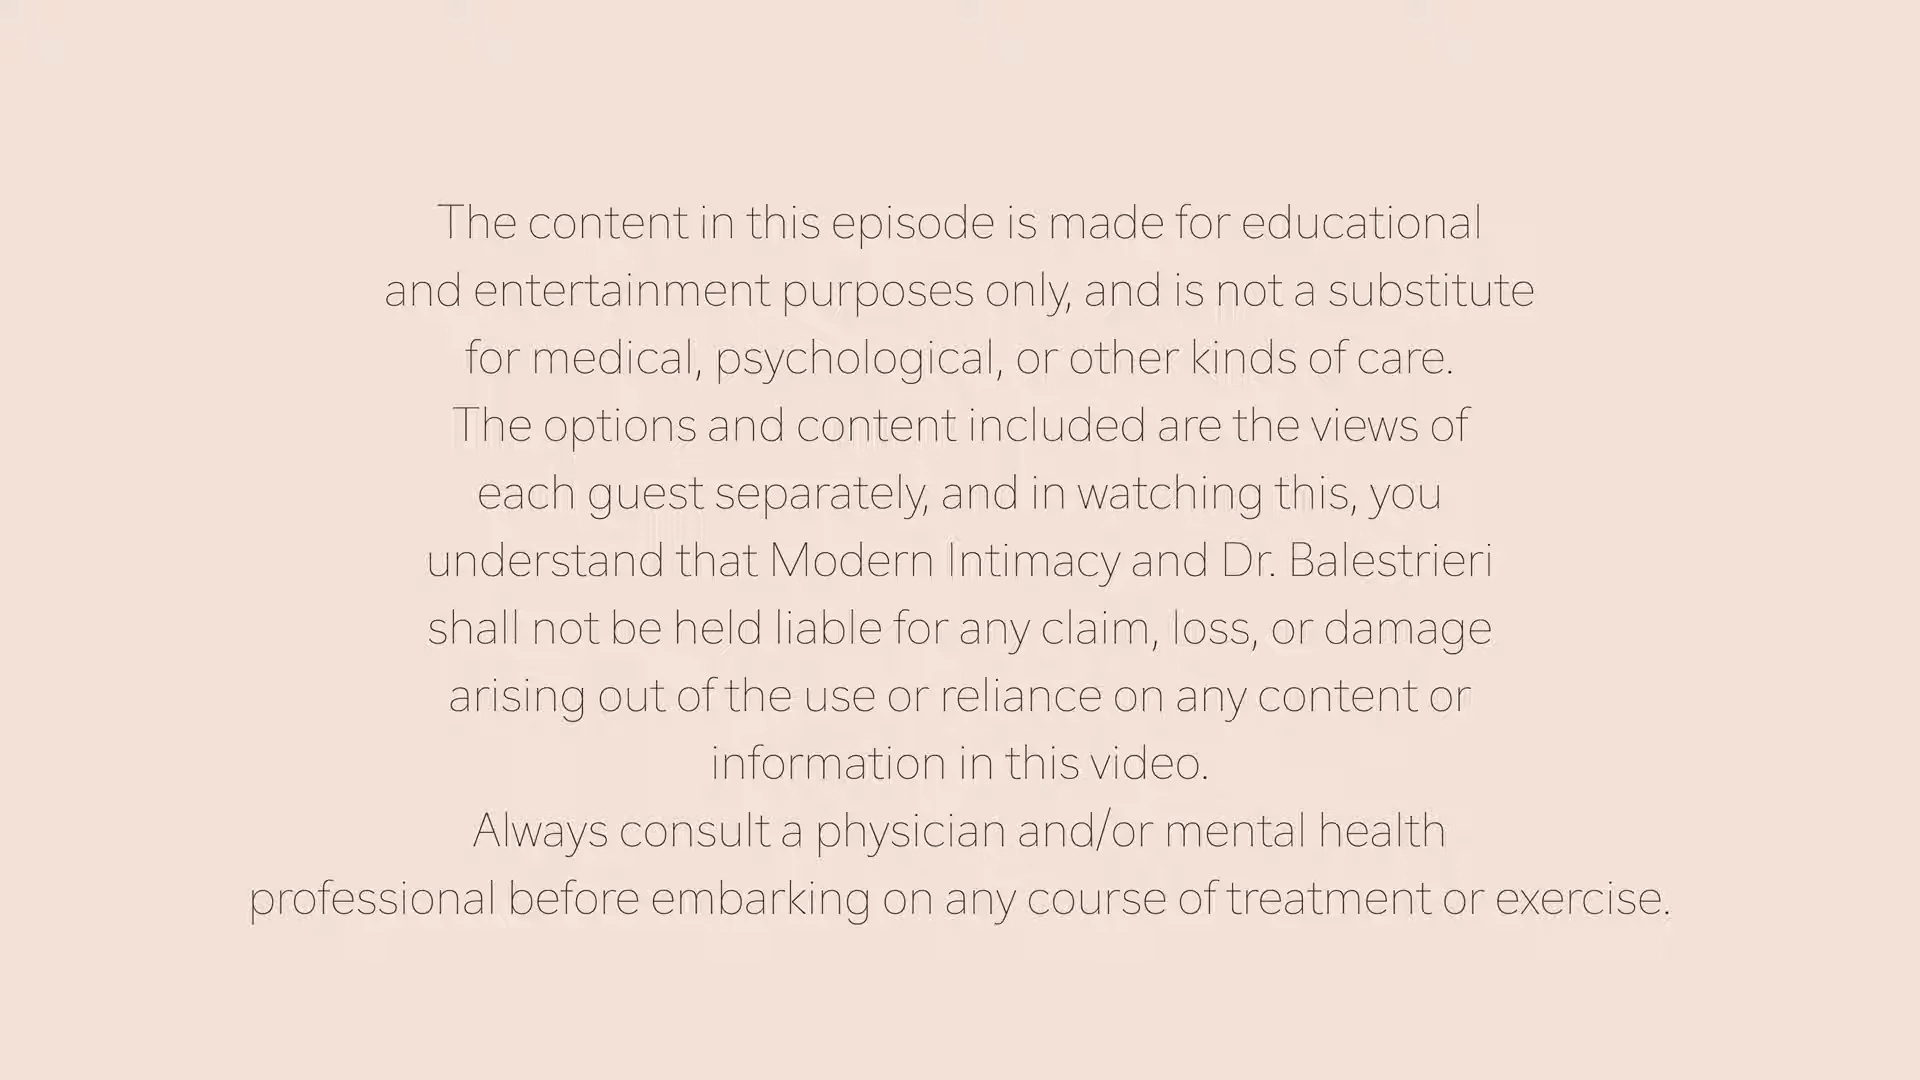 The content in this episode is made for educational
and entertainment purposes only, and is not a substitute
for medical, psychological, or other kinds of care.
The options and content included are the views of
each guest separately, and in watching this, you
understand that Modern Intimacy and Dr. Balestrieri
shall not be held liable for any claim, loss, or damage
arising out of the use or reliance on any content or
information in this video.
Always consult a physician and/or mental health
professional before embarking on any course of treatment or exercise.